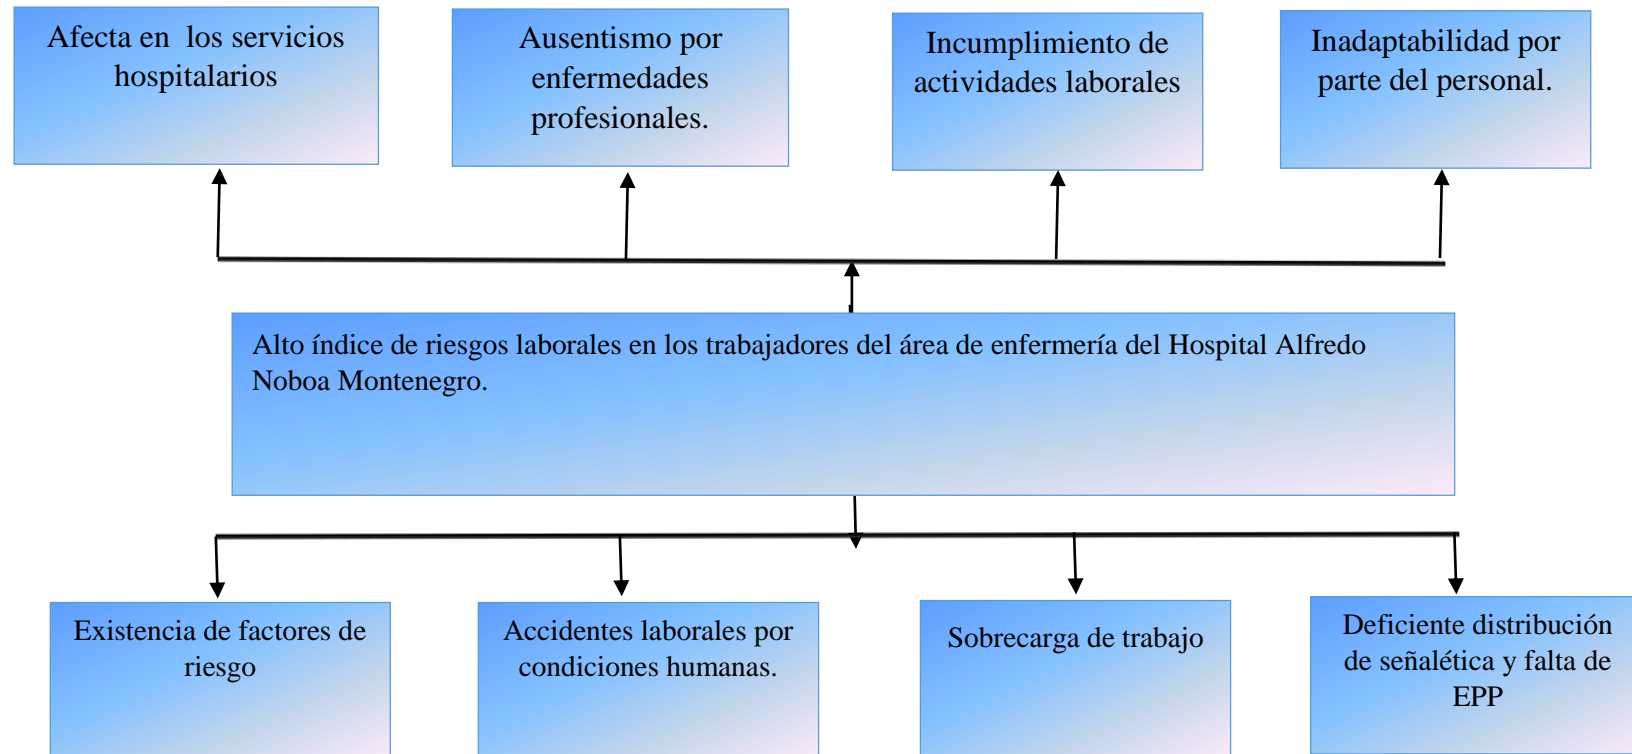 Afecta en los servicios
hospitalarios
Ausentismo por
enfermedades
profesionales.
Incumplimiento de
actividades laborales
Inadaptabilidad por
parte del personal.
Alto índice de riesgos laborales en los trabajadores del área de enfermería del Hospital Alfredo
Noboa Montenegro.
Existencia de factores de
riesgo
Accidentes laborales por
condiciones humanas.
Sobrecarga de trabajo
Deficiente distribución
de señalética y falta de
EPP